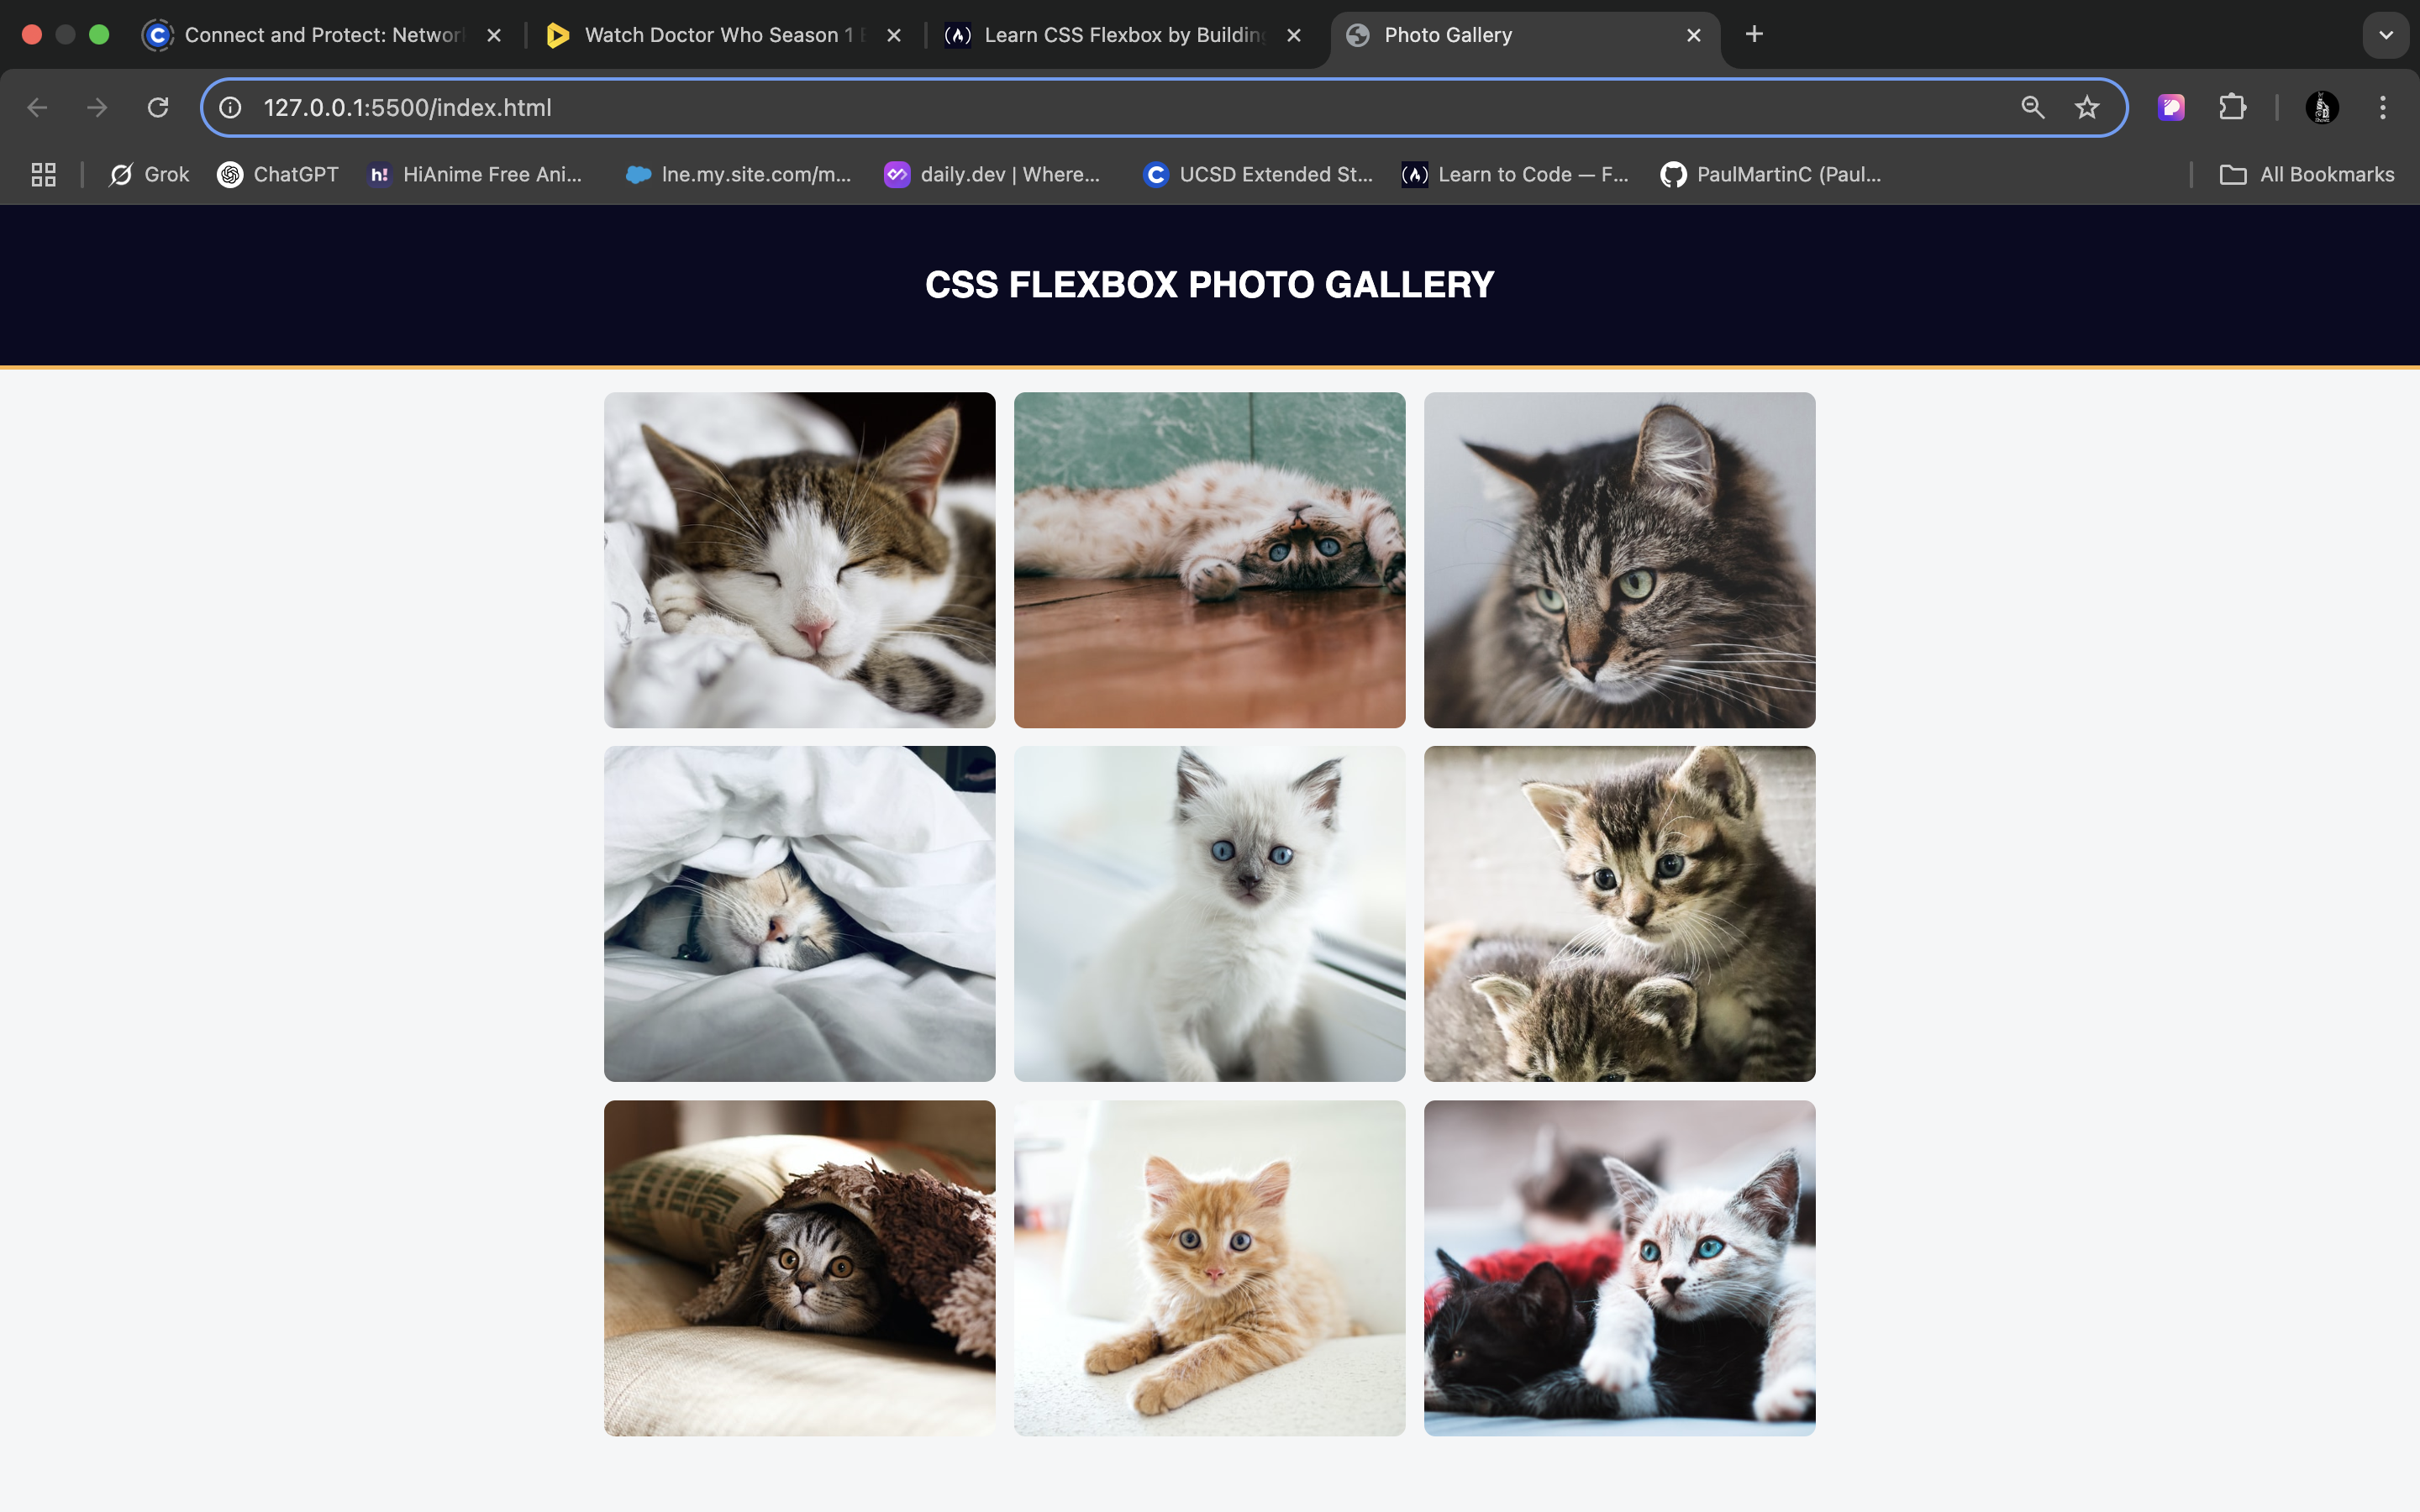 Connect and Protect: Networ
Watch Doctor Who Season 1
Learn CSS Flexbox by Building
Photo Gallery
127.0.0.1:5500/index.html
Grok
ChatGPT
h!
HiAnime Free Ani...
lne.my.site.com/m...
daily.dev | Where...
UCSD Extended St...
Learn to Code — F...
PaulMartinC (Paul...
All Bookmarks
CSS FLEXBOX PHOTO GALLERY